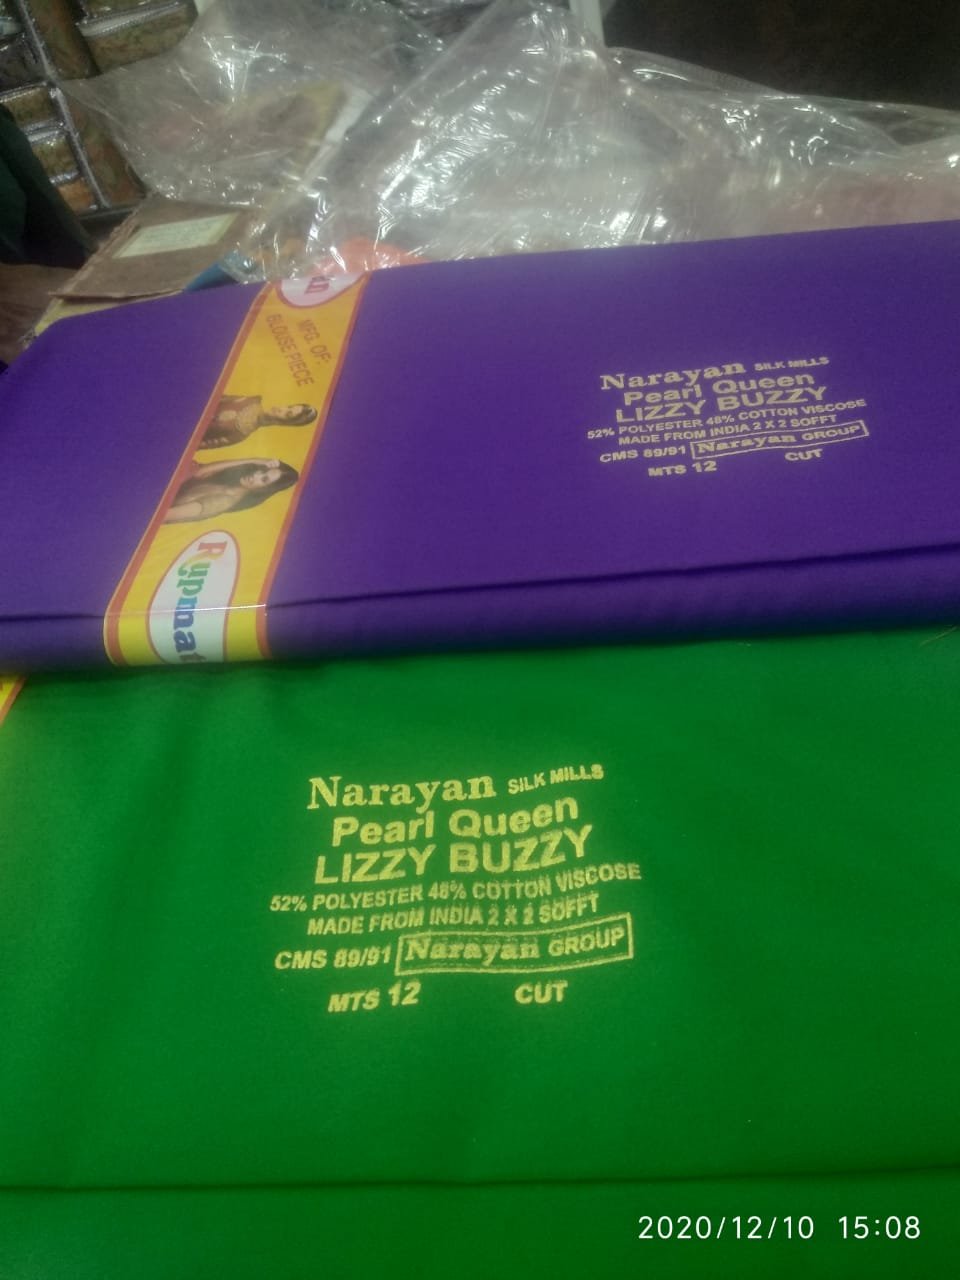 MFG. OF:
BLOUSE PIECE
Narayan SILK MILLS
Pearl Queen
LIZZY BUZZY
52% POLYESTER 48% COTTON VISCOSE
MADE FROM INDIA 2 X 2 SOFFT
CMS 89/91 Narayan GROUP
MTS 12 CUT
Rupmat
Narayan SILK MILLS
Pearl Queen
LIZZY BUZZY
52% POLYESTER 48% COTTON VISCOSE
MADE FROM INDIA 2 X 2 SOFFT
CMS 89/91 Narayan GROUP
MTS 12 CUT
2020/12/10 15:08